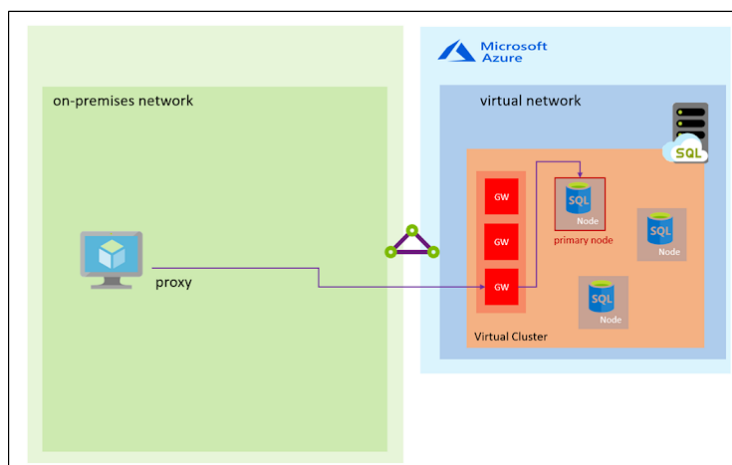 Microsoft
Azure
on-premises network
virtual network
SQL
GW
SQL
Node
primary node
GW
SQL
Node
proxy
GW
SQL
Node
Virtual Cluster